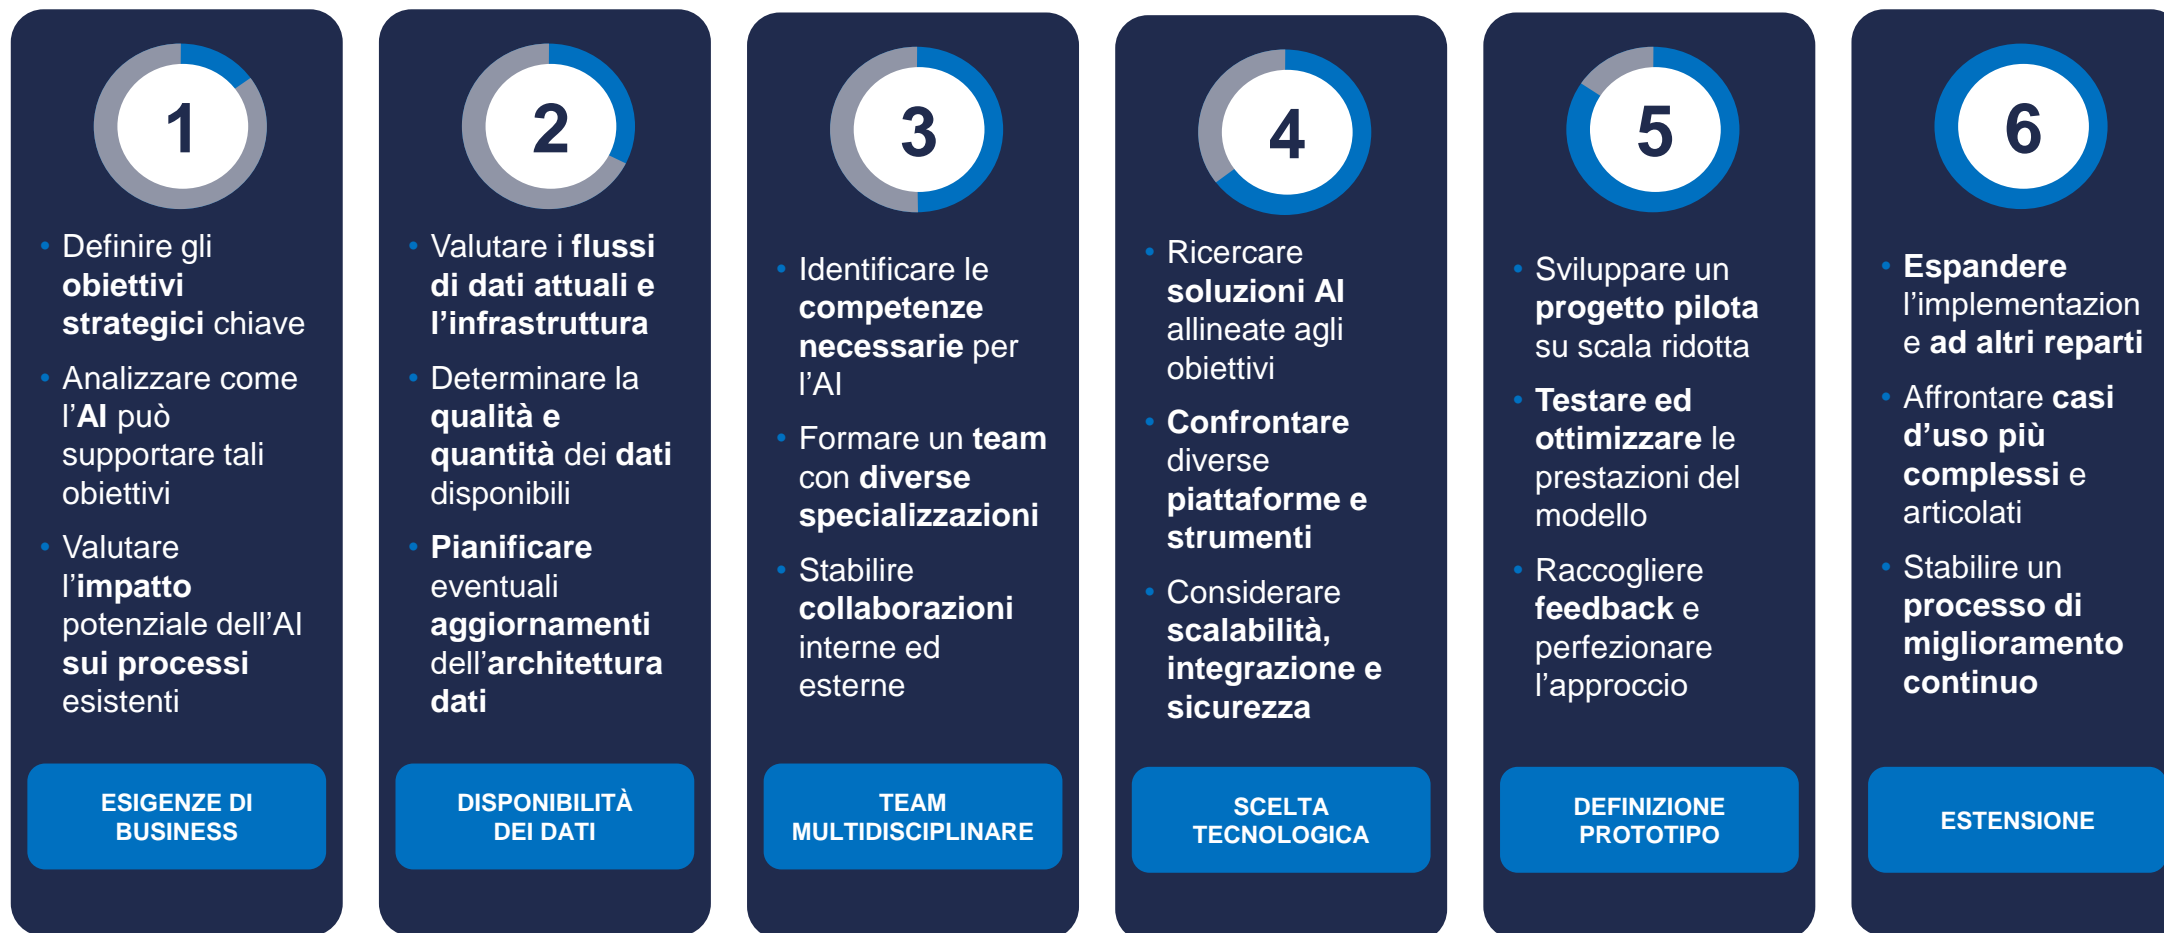 1
• Definire gli
obiettivi
strategici chiave
• Analizzare come
l’AI può
supportare tali
obiettivi
• Valutare
l’impatto
potenziale dell’AI
sui processi
esistenti
ESIGENZE DI
BUSINESS
2
• Valutare i flussi
di dati attuali e
l’infrastruttura
• Determinare la
qualità e
quantità dei dati
disponibili
• Pianificare
eventuali
aggiornamenti
dell’architettura
dati
DISPONIBILITÀ
DEI DATI
3
• Identificare le
competenze
necessarie per
l’AI
• Formare un team
con diverse
specializzazioni
• Stabilire
collaborazioni
interne ed
esterne
TEAM
MULTIDISCIPLINARE
4
• Ricercare
soluzioni AI
allineate agli
obiettivi
• Confrontare
diverse
piattaforme e
strumenti
• Considerare
scalabilità,
integrazione e
sicurezza
SCELTA
TECNOLOGICA
5
• Sviluppare un
progetto pilota
su scala ridotta
• Testare ed
ottimizzare le
prestazioni del
modello
• Raccogliere
feedback e
perfezionare
l’approccio
DEFINIZIONE
PROTOTIPO
6
• Espandere
l’implementazion
e ad altri reparti
• Affrontare casi
d’uso più
complessi e
articolati
• Stabilire un
processo di
miglioramento
continuo
ESTENSIONE